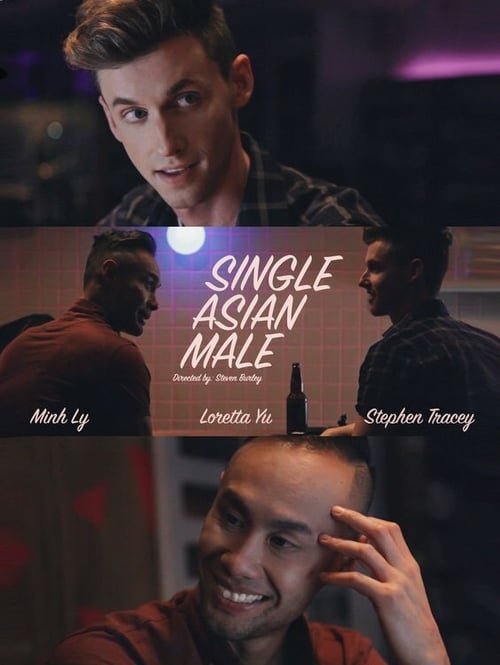 SINGLE
ASIAN
MALE
Directed by: Steven Burley
Minh Ly
Loretta Yu
Stephen Tracey